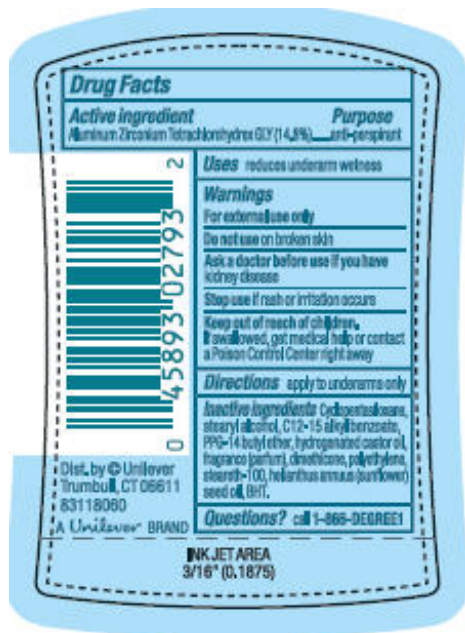 Drug Facts
Active ingredient Purpose
Aluminum Zirconium Tetrachlorohydrex GLY (14.8%)......anti-perspirant
Uses reduces underarm wetness
Warnings
For external use only
Do not use on broken skin
Ask a doctor before use if you have
kidney disease
Stop use if rash or irritation occurs
Keep out of reach of children.
If swallowed, get medical help or contact
a Poison Control Center right away
Directions apply to underarms only
Inactive ingredients Cyclopentasiloxane,
stearyl alcohol, C12-15 alkyl benzoate,
PPG-14 butyl ether, hydrogenated castor oil,
fragrance (parfum), dimethicone, polyethylene,
steareth-100, helianthus annuus (sunflower)
seed oil, BHT.
Questions? call 1-866-DEGREE1
0 45893 02793 2
Dist. by © Unilever
Trumbull, CT 06611
83118060
A Unilever BRAND
INKJET AREA
3/16" (0.1875)